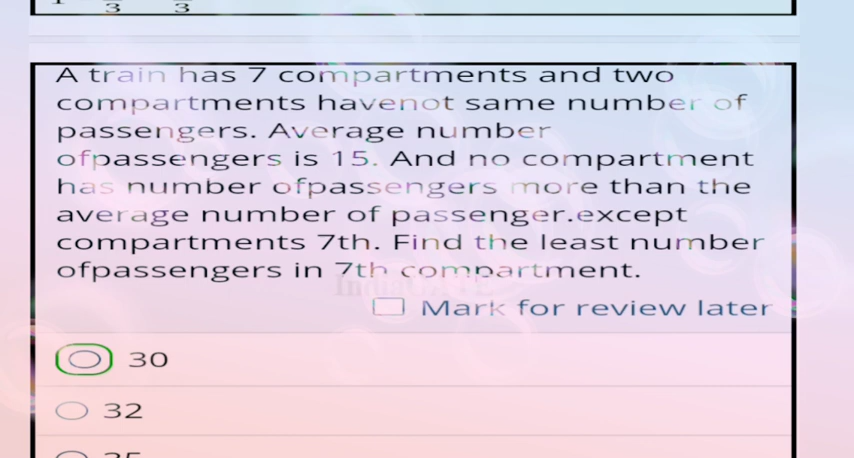 3 3
A train has 7 compartments and two
compartments havenot same number of
passengers. Average number
ofpassengers is 15. And no compartment
has number ofpassengers more than the
average number of passenger.except
compartments 7th. Find the least number
ofpassengers in 7th compartment.
Mark for review later
30
32